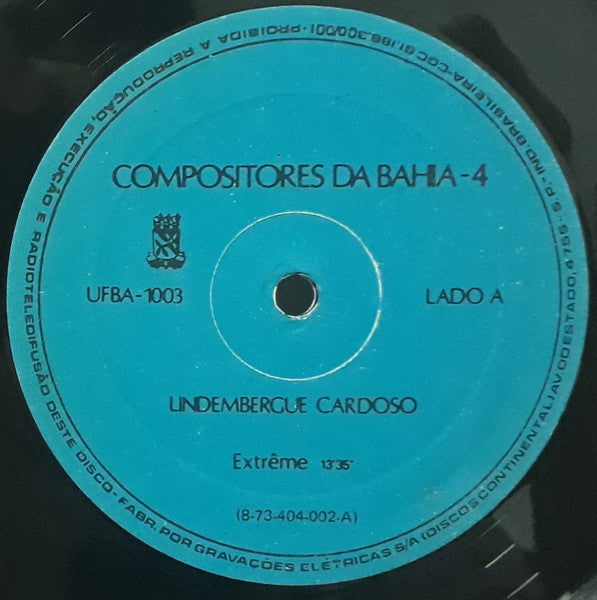 COMPOSITORES DA BAHIA - 4
UFBA - 1003
LADO A
LINDEMBERGUE CARDOSO
Extrême 13'35"
(8-73-404-002-A)
FABR. POR GRAVAÇÕES ELÉTRICAS S/A (DISCOS CONTINENTAL) AV. DO ESTADO, 4755 - S.P. - IND. BRASILEIRA - CGC 61.186.300/001 - PROIBIDA A REPRODUÇÃO, EXECUÇÃO E RADIOTELEDIFUSÃO DESTE DISCO -